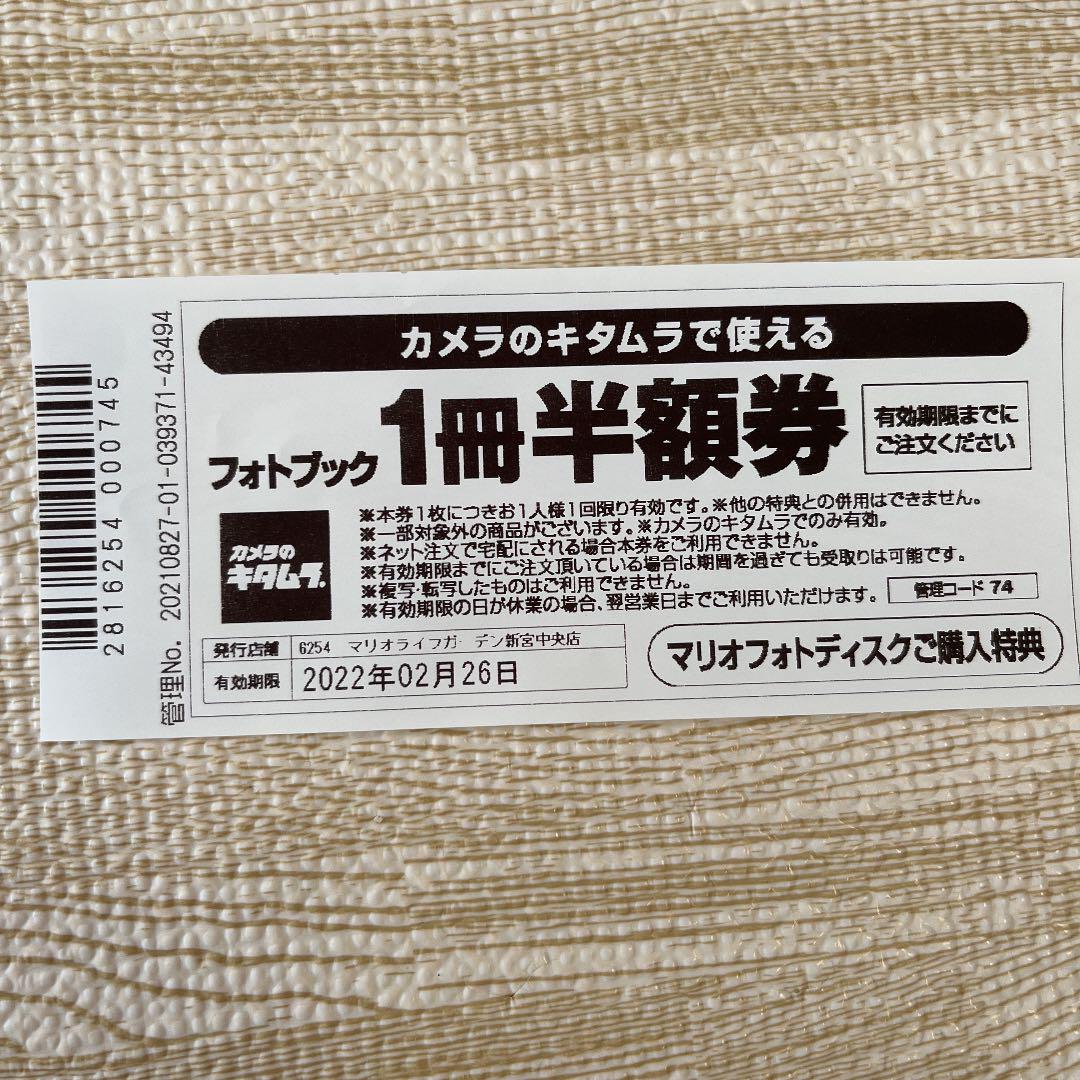 カメラのキタムラで使える
フォトブック 1冊半額券
有効期限までに
ご注文ください
カメラの
キタムラ
※本券1枚につきお1人様1回限り有効です。※他の特典との併用はできません。
※一部対象外の商品がございます。※カメラのキタムラでのみ有効。
※ネット注文で宅配にされる場合本券をご利用できません。
※有効期限までにご注文頂いている場合は期間を過ぎても受取りは可能です。
※複写・転写したものはご利用できません。
※有効期限の日が休業の場合、翌営業日までご利用いただけます。
管理コード 74
発行店舗 6254 マリオライフガーデン新宮中央店
有効期限 2022年02月26日
マリオフォトディスクご購入特典
2816254 000745
管理No. 20210827-01-039371-43494